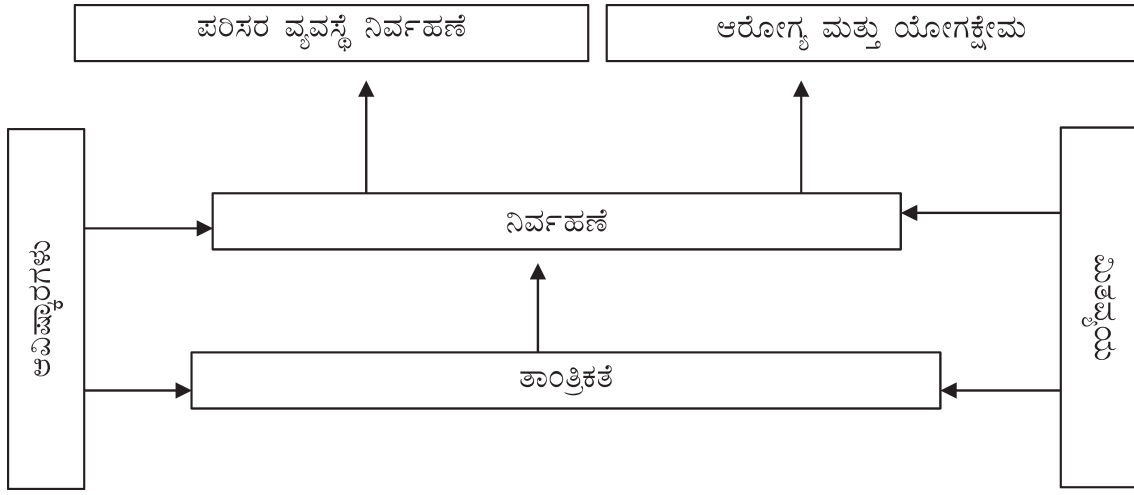 ಪರಿಸರ ವ್ಯವಸ್ಥೆ ನಿರ್ವಹಣೆ
ಆರೋಗ್ಯ ಮತ್ತು ಯೋಗಕ್ಷೇಮ
ಆವಿಷ್ಕಾರಗಳು
ನಿರ್ವಹಣೆ
ತಾಂತ್ರಿಕತೆ